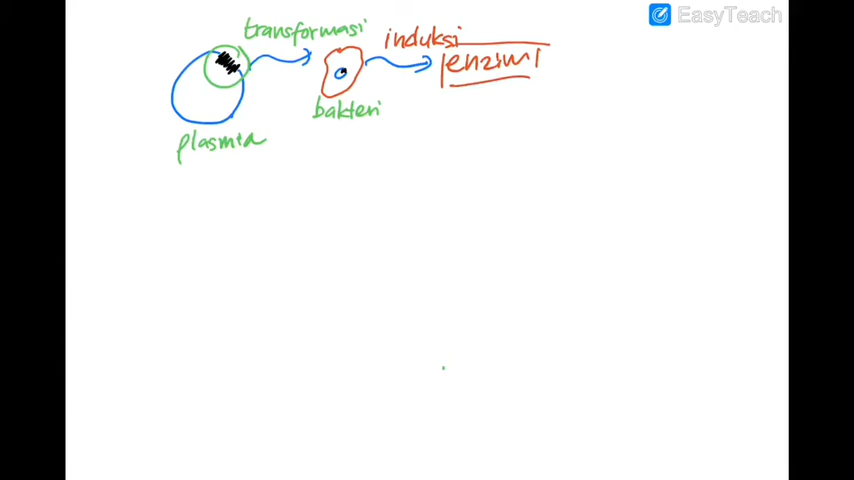 EasyTeach
transformasi
induksi
enzim
bakteri
plasmid